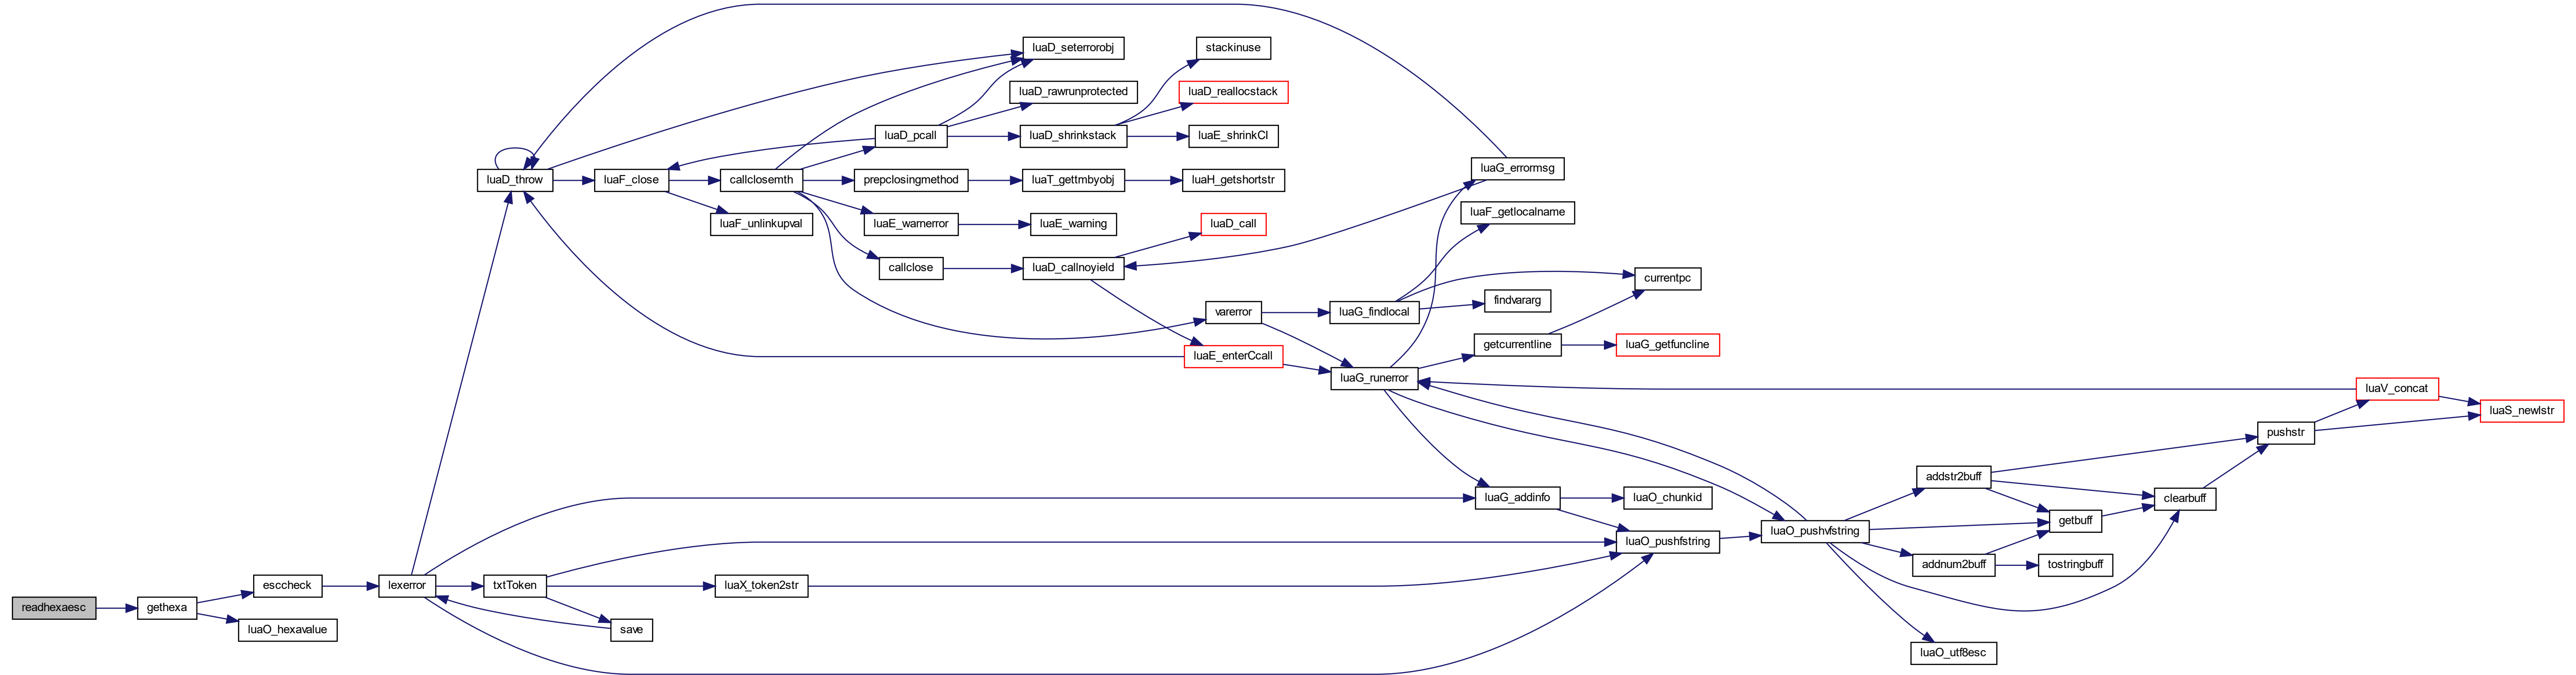 luaD_seterrorobj
stackinuse
luaD_rawrunprotected
luaD_reallocstack
luaD_pcall
luaD_shrinkstack
luaE_shrinkCI
luaG_errormsg
luaD_throw
luaF_close
callclosemth
prepclosingmethod
luaT_gettmbyobj
luaH_getshortstr
luaF_getlocalname
luaF_unlinkupval
luaE_warnerror
luaE_warning
luaD_call
callclose
luaD_callnoyield
currentpc
findvararg
varerror
luaG_findlocal
getcurrentline
luaG_getfuncline
luaE_enterCcall
luaG_runerror
luaV_concat
luaS_newlstr
pushstr
addstr2buff
luaG_addinfo
luaO_chunkid
clearbuff
getbuff
luaO_pushvfstring
luaO_pushfstring
addnum2buff
tostringbuff
esccheck
lexerror
txtToken
luaX_token2str
readhexaesc
gethexa
luaO_hexavalue
save
luaO_utf8esc